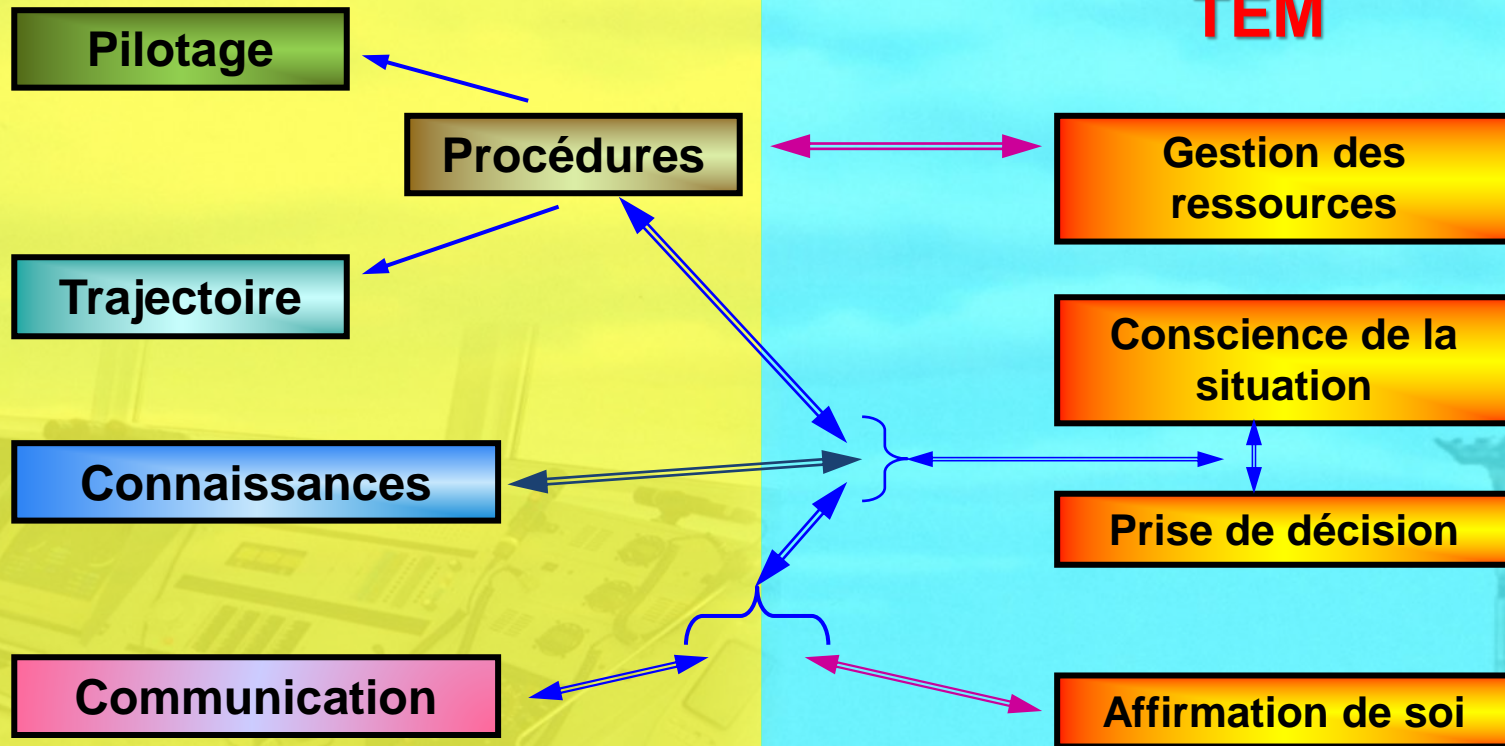 TEM
Pilotage
Procédures
Gestion des
ressources
Trajectoire
Conscience de la
situation
Connaissances
Prise de décision
Communication
Affirmation de soi